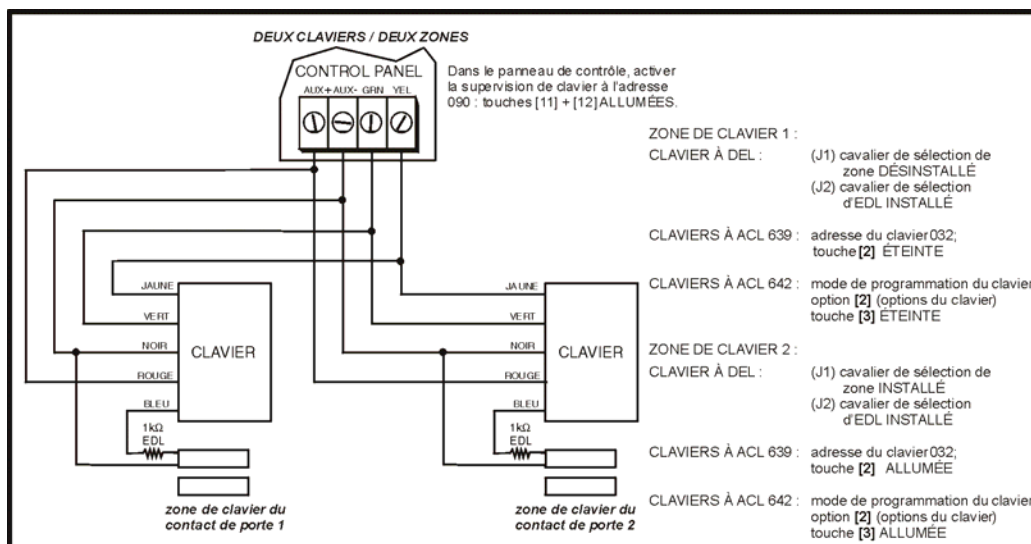 DEUX CLAVIERS / DEUX ZONES
CONTROL PANEL
AUX+ AUX- GRN YEL
Dans le panneau de contrôle, activer
la supervision de clavier à l'adresse
090 : touches [11] + [12] ALLUMÉES.
JAUNE
VERT
NOIR
ROUGE
BLEU
CLAVIER
1kΩ
EDL
zone de clavier du
contact de porte 1
JAUNE
VERT
NOIR
ROUGE
BLEU
CLAVIER
1kΩ
EDL
zone de clavier du
contact de porte 2
ZONE DE CLAVIER 1 :
CLAVIER À DEL : (J1) cavalier de sélection de
zone DÉSINSTALLÉ
(J2) cavalier de sélection
d'EDL INSTALLÉ
CLAVIERS À ACL 639 : adresse du clavier 032;
touche [2] ÉTEINTE
CLAVIERS À ACL 642 : mode de programmation du clavier
option [2] (options du clavier)
touche [3] ÉTEINTE
ZONE DE CLAVIER 2 :
CLAVIER À DEL : (J1) cavalier de sélection de
zone INSTALLÉ
(J2) cavalier de sélection
d'EDL INSTALLÉ
CLAVIERS À ACL 639 : adresse du clavier 032;
touche [2] ALLUMÉE
CLAVIERS À ACL 642 : mode de programmation du clavier
option [2] (options du clavier)
touche [3] ALLUMÉE